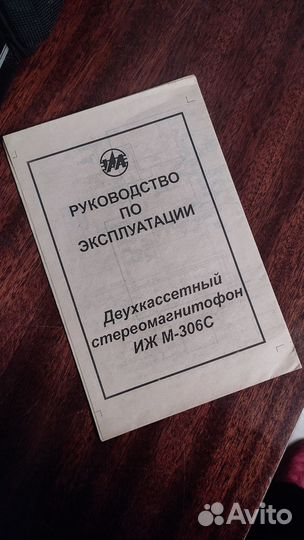 РУКОВОДСТВО
ПО
ЭКСПЛУАТАЦИИ
Двухкассетный
стереомагнитофон
ИЖ М-306С
Avito